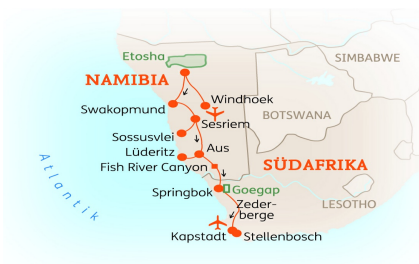 Etosha
SIMBABWE
NAMIBIA
Windhoek
Swakopmund
BOTSWANA
Sesriem
Sossusvlei
Lüderitz
Aus
Fish River Canyon
SÜDAFRIKA
Atlantik
Springbok
Goegap
Zeder-
berge
LESOTHO
Kapstadt
Stellenbosch